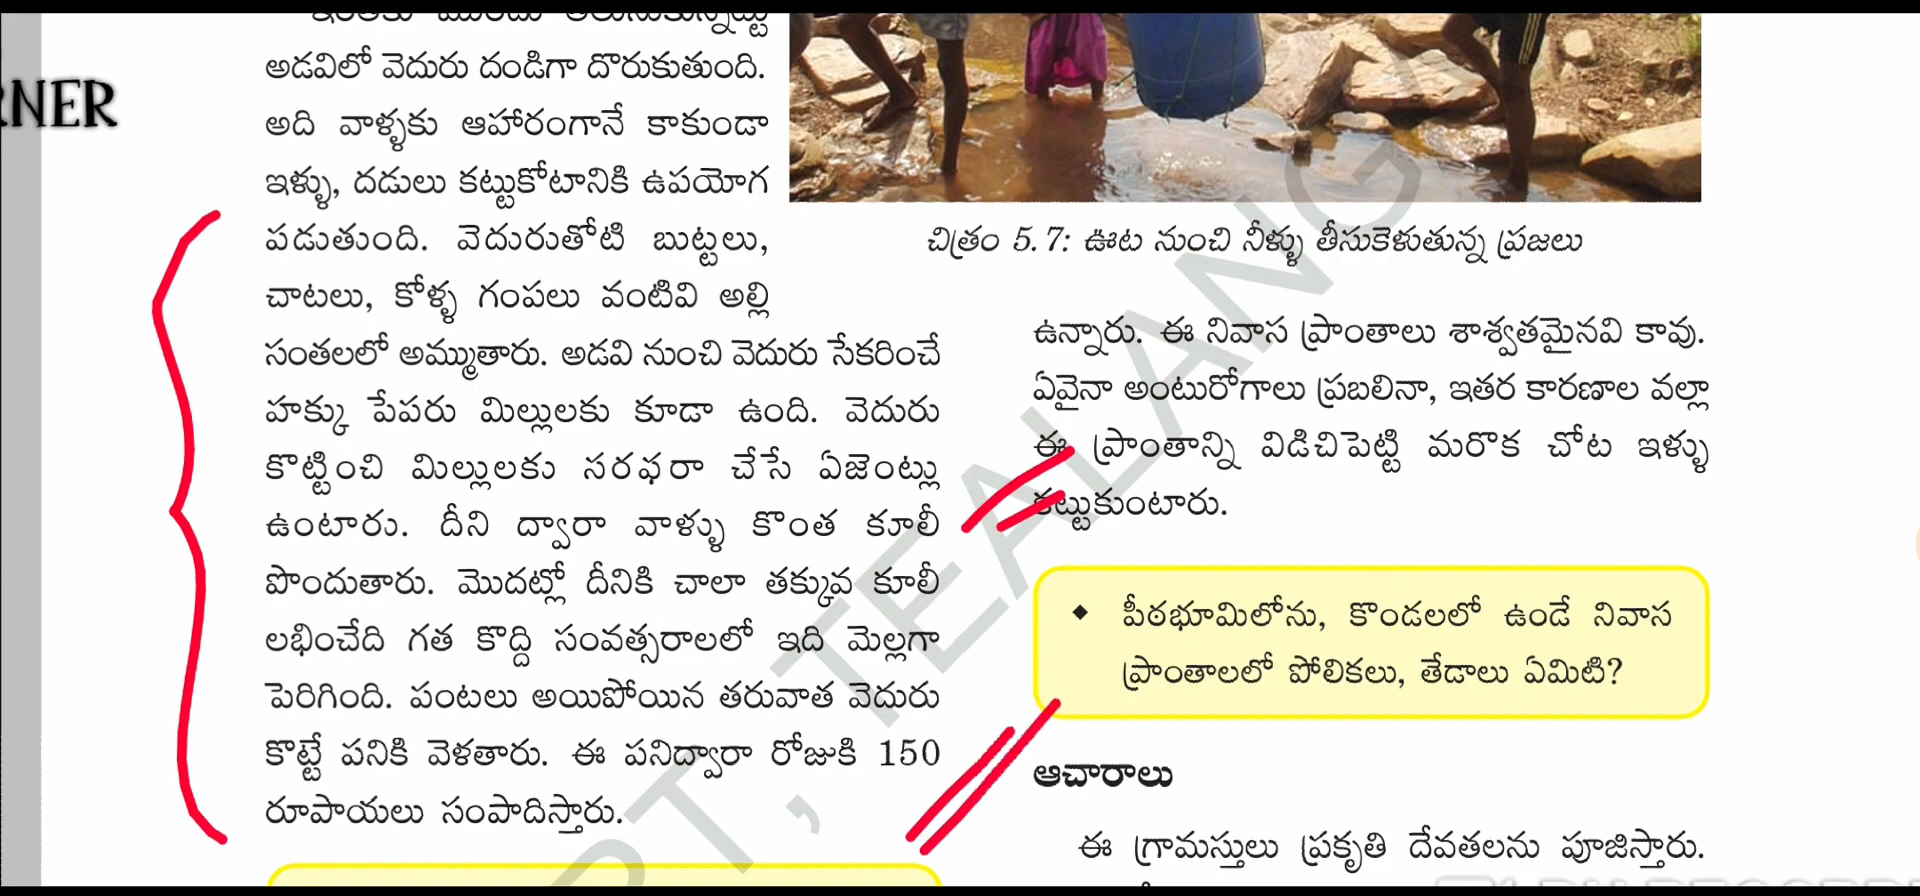 RNER
అడవిలో వెదురు దండిగా దొరుకుతుంది.
అది వాళ్ళకు ఆహారంగానే కాకుండా
ఇళ్ళు, దడులు కట్టుకోటానికి ఉపయోగ
పడుతుంది. వెదురుతోటి బుట్టలు,
చాటలు, కోళ్ళ గంపలు వంటివి అల్లి
సంతలలో అమ్ముతారు. అడవి నుంచి వెదురు సేకరించే
హక్కు పేపరు మిల్లులకు కూడా ఉంది. వెదురు
కొట్టించి మిల్లులకు సరఫరా చేసే ఏజెంట్లు
ఉంటారు. దీని ద్వారా వాళ్ళు కొంత కూలీ
పొందుతారు. మొదట్లో దీనికి చాలా తక్కువ కూలీ
లభించేది గత కొద్ది సంవత్సరాలలో ఇది మెల్లగా
పెరిగింది. పంటలు అయిపోయిన తరువాత వెదురు
కొట్టే పనికి వెళతారు. ఈ పనిద్వారా రోజుకి 150
రూపాయలు సంపాదిస్తారు.
చిత్రం 5.7: ఊట నుంచి నీళ్ళు తీసుకెళుతున్న ప్రజలు
ఉన్నారు. ఈ నివాస ప్రాంతాలు శాశ్వతమైనవి కావు.
ఏవైనా అంటురోగాలు ప్రబలినా, ఇతర కారణాల వల్లా
ఈ ప్రాంతాన్ని విడిచిపెట్టి మరొక చోట ఇళ్ళు
కట్టుకుంటారు.
◆ పీఠభూమిలోను, కొండలలో ఉండే నివాస
ప్రాంతాలలో పోలికలు, తేడాలు ఏమిటి?
ఆచారాలు
ఈ గ్రామస్తులు ప్రకృతి దేవతలను పూజిస్తారు.
RT, TEALANG